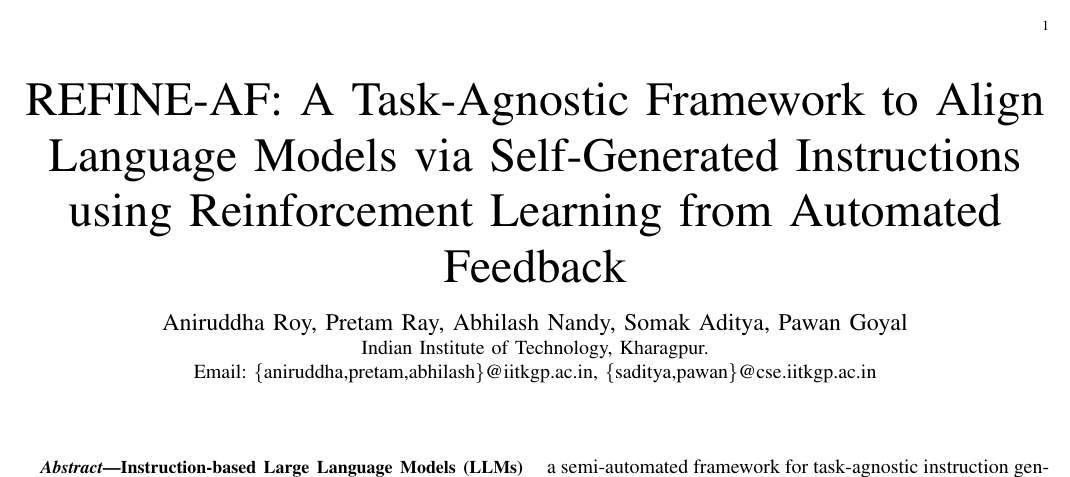 1
REFINE-AF: A Task-Agnostic Framework to Align
Language Models via Self-Generated Instructions
using Reinforcement Learning from Automated
Feedback
Aniruddha Roy, Pretam Ray, Abhilash Nandy, Somak Aditya, Pawan Goyal
Indian Institute of Technology, Kharagpur.
Email: {aniruddha,pretam,abhilash}@iitkgp.ac.in, {saditya,pawan}@cse.iitkgp.ac.in
Abstract—Instruction-based Large Language Models (LLMs)
a semi-automated framework for task-agnostic instruction gen-